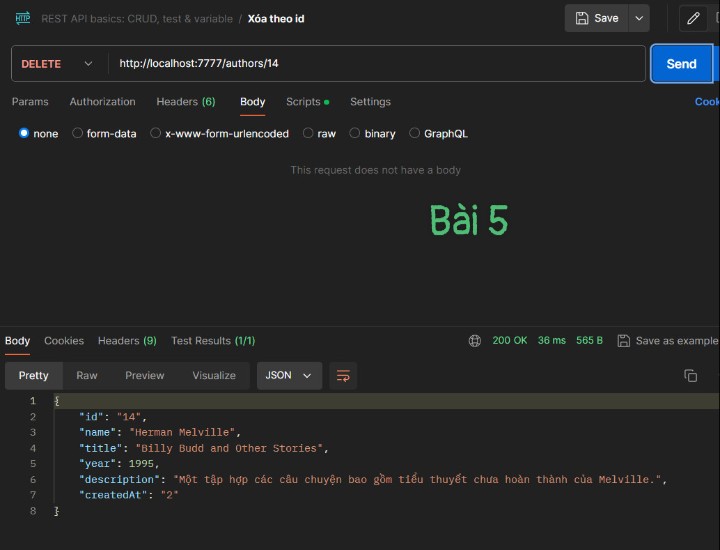 HTTP REST API basics: CRUD, test & variable / Xóa theo id Save
DELETE http://localhost:7777/authors/14 Send
Params Authorization Headers (6) Body Scripts Settings
none form-data x-www-form-urlencoded raw binary GraphQL
This request does not have a body
Bài 5
Body Cookies Headers (9) Test Results (1/1) 200 OK 36 ms 565 B Save as example
Pretty Raw Preview Visualize JSON
1 {
2 "id": "14",
3 "name": "Herman Melville",
4 "title": "Billy Budd and Other Stories",
5 "year": 1995,
6 "description": "Một tập hợp các câu chuyện bao gồm tiểu thuyết chưa hoàn thành của Melville.",
7 "createdAt": "2"
8 }